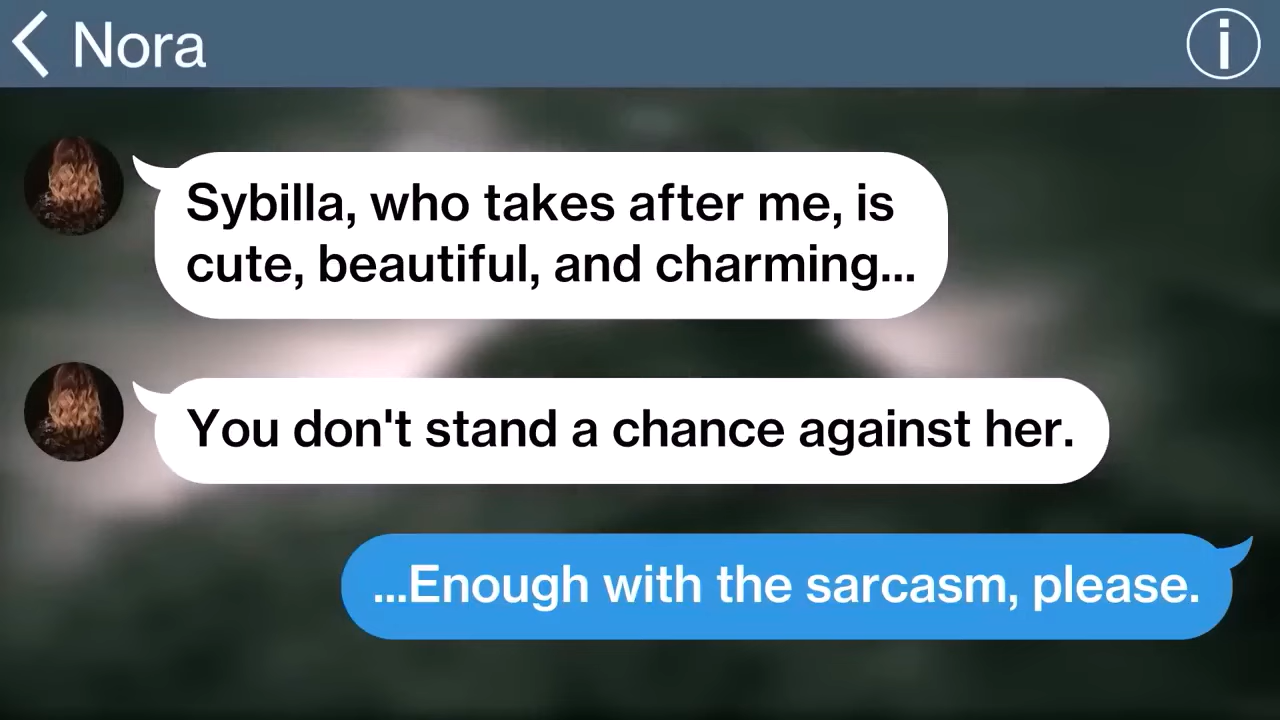 Nora
Sybilla, who takes after me, is
cute, beautiful, and charming...
You don't stand a chance against her.
...Enough with the sarcasm, please.